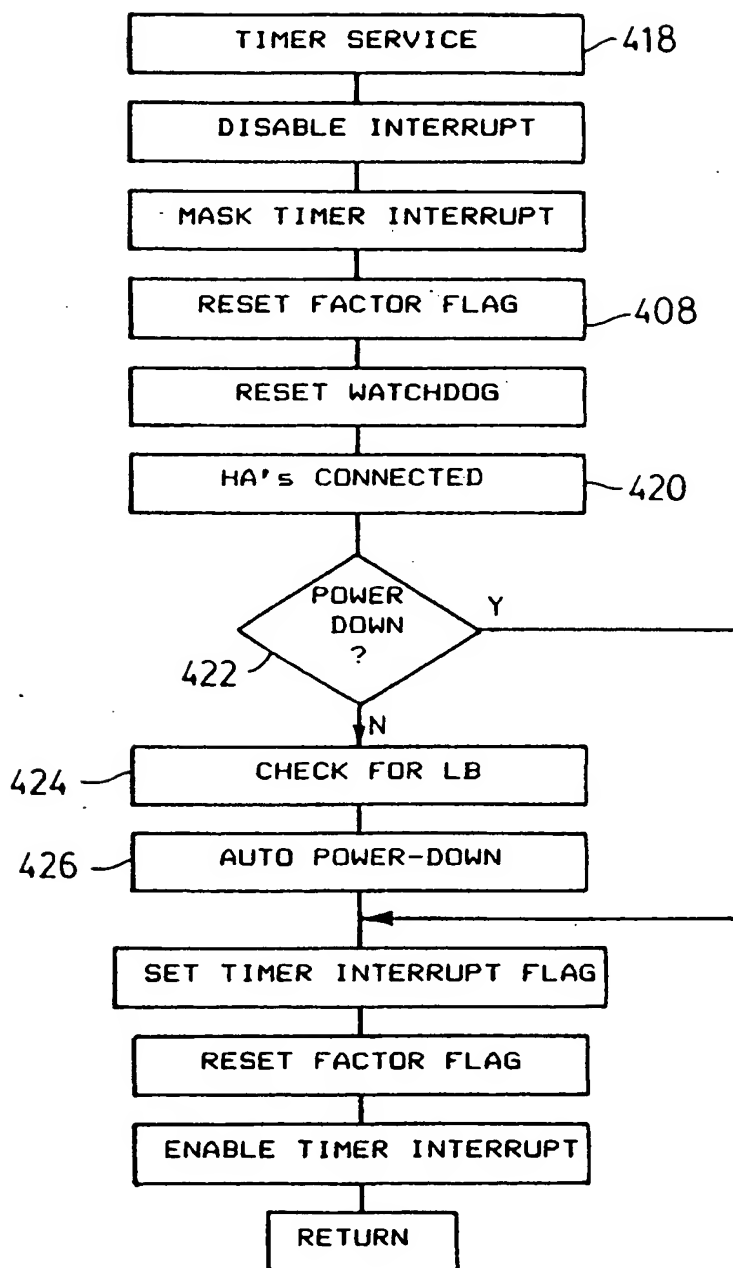 TIMER SERVICE
418
DISABLE INTERRUPT
MASK TIMER INTERRUPT
RESET FACTOR FLAG
408
RESET WATCHDOG
HA's CONNECTED
420
POWER
DOWN
?
Y
422
N
424
CHECK FOR LB
426
AUTO POWER-DOWN
SET TIMER INTERRUPT FLAG
RESET FACTOR FLAG
ENABLE TIMER INTERRUPT
RETURN